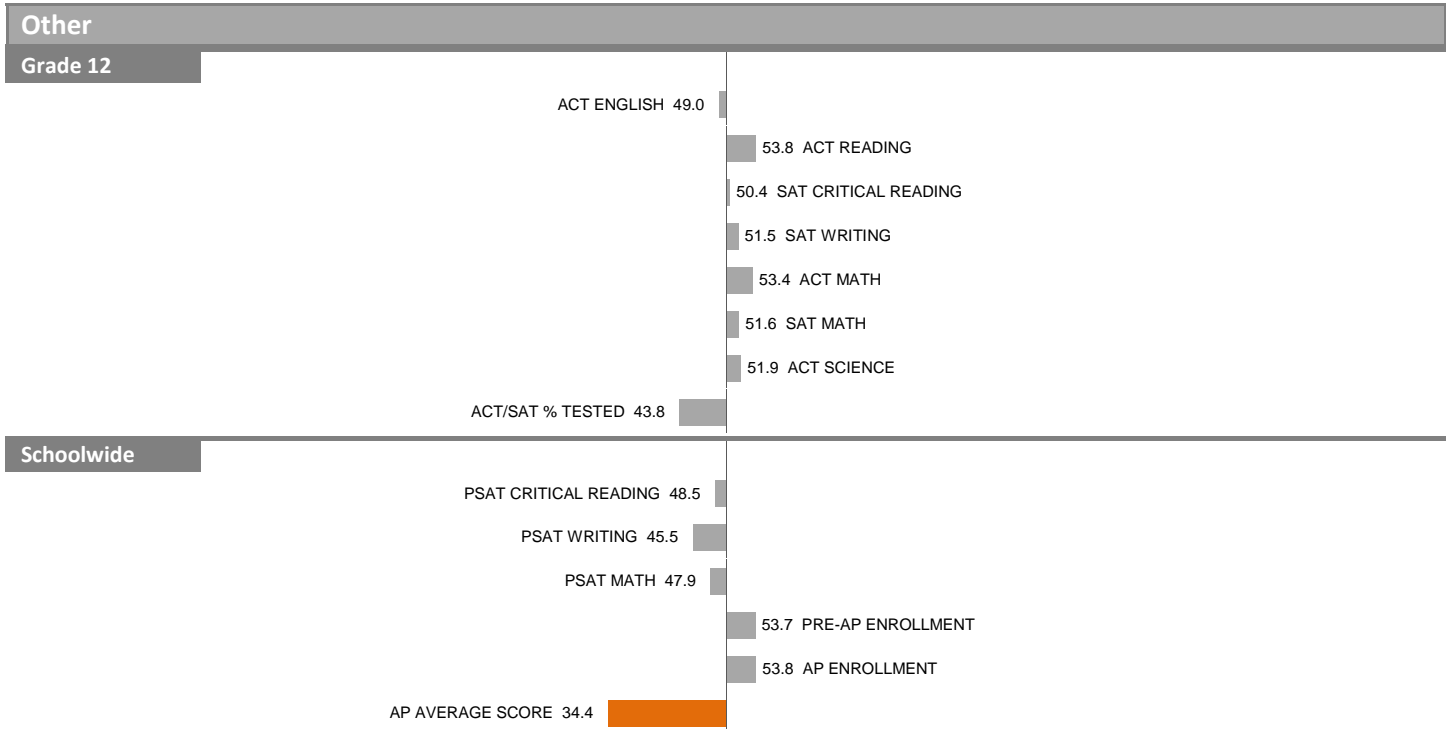 Other
Grade 12
ACT ENGLISH 49.0
53.8 ACT READING
50.4 SAT CRITICAL READING
51.5 SAT WRITING
53.4 ACT MATH
51.6 SAT MATH
51.9 ACT SCIENCE
ACT/SAT % TESTED 43.8
Schoolwide
PSAT CRITICAL READING 48.5
PSAT WRITING 45.5
PSAT MATH 47.9
53.7 PRE-AP ENROLLMENT
53.8 AP ENROLLMENT
AP AVERAGE SCORE 34.4